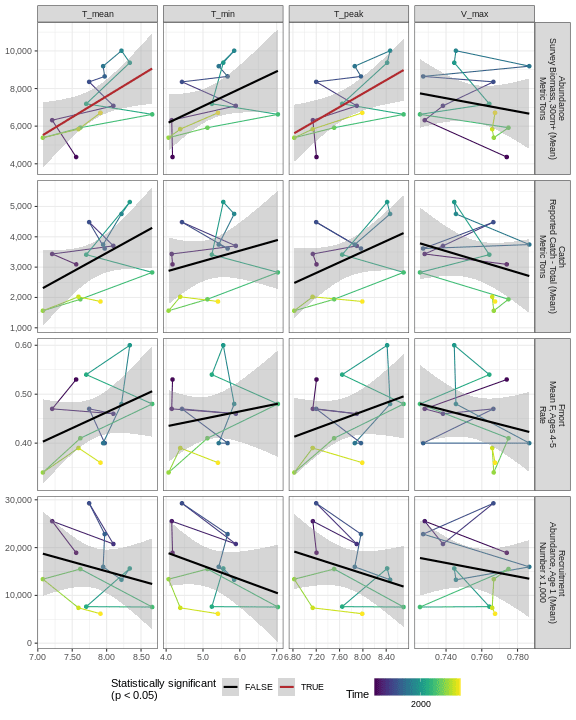 T_mean
T_min
T_peak
V_max
10,000
8,000
6,000
4,000
Abundance
Survey Biomass, 30cm+ (Mean)
Metric Tons
5,000
4,000
3,000
2,000
1,000
Catch
Reported Catch - Total (Mean)
Metric Tons
0.60
0.50
0.40
Fmort
Mean F, Ages 4-5
Rate
30,000
20,000
10,000
0
Recruitment
Abundance, Age 1 (Mean)
Number x 1,000
7.00 7.50 8.00 8.50
4.0 5.0 6.0 7.0
6.80 7.20 7.60 8.00 8.40
0.740 0.760 0.780
Statistically significant
(p < 0.05)
FALSE
TRUE
Time
2000